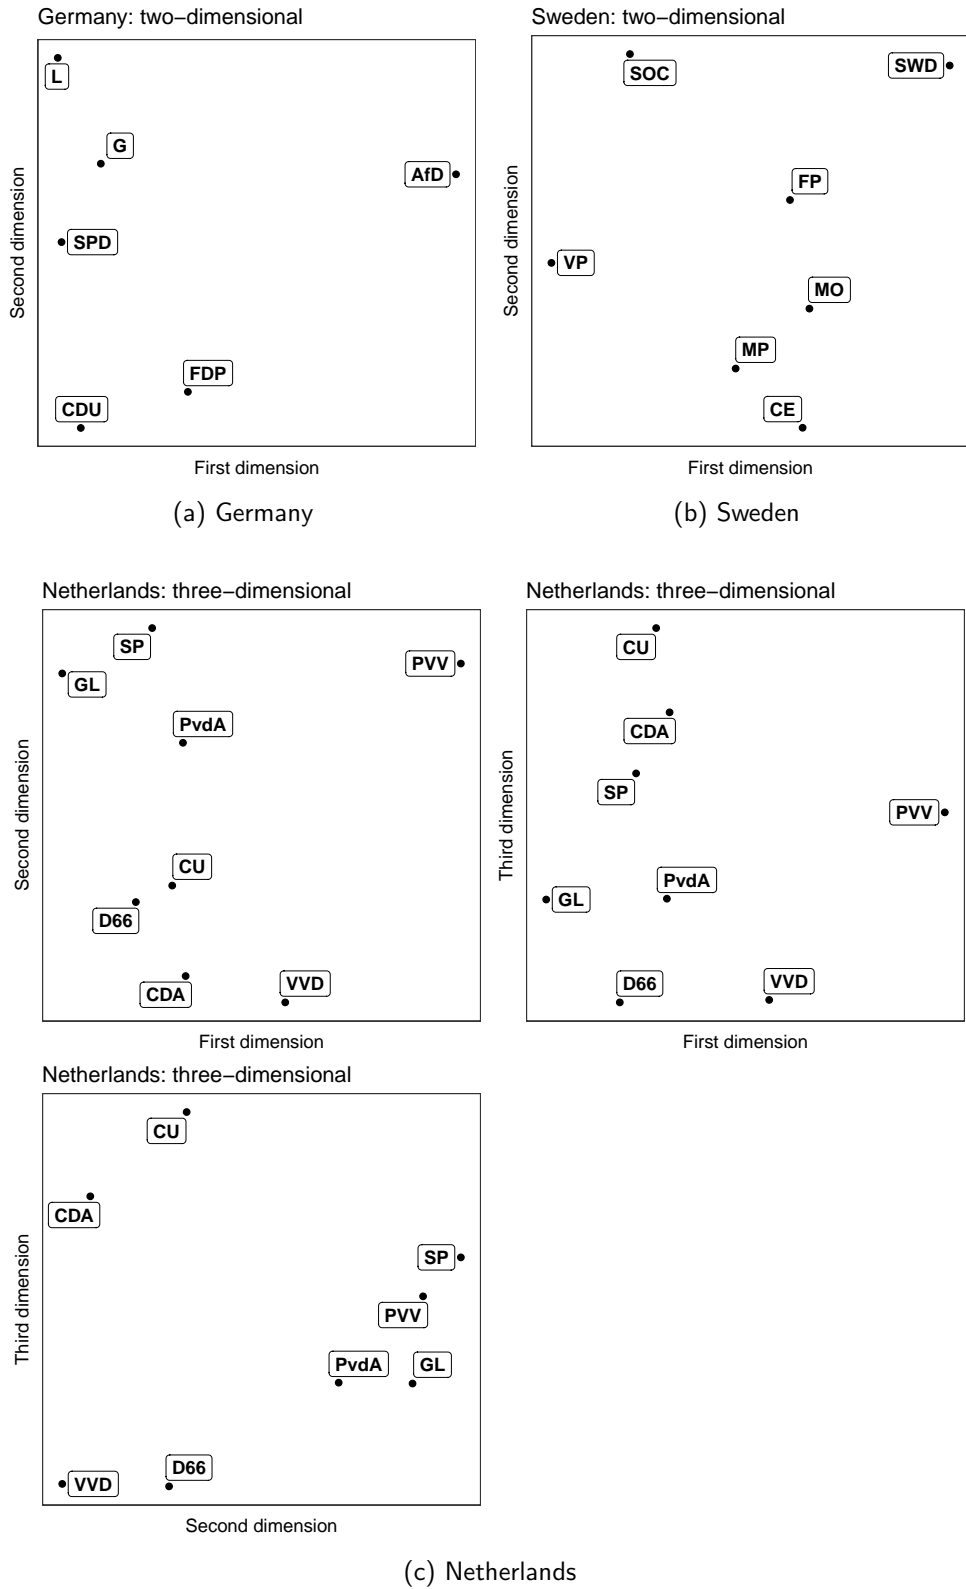 Germany: two−dimensional
L
G
AfD
SPD
FDP
CDU
Second dimension
First dimension
(a) Germany
Sweden: two−dimensional
SOC
SWD
FP
VP
MO
MP
CE
Second dimension
First dimension
(b) Sweden
Netherlands: three−dimensional
SP
PVV
GL
PvdA
CU
D66
CDA
VVD
Second dimension
First dimension
Netherlands: three−dimensional
CU
CDA
SP
PVV
PvdA
GL
D66
VVD
Third dimension
First dimension
Netherlands: three−dimensional
CU
CDA
SP
PVV
PvdA
GL
D66
VVD
Third dimension
Second dimension
(c) Netherlands